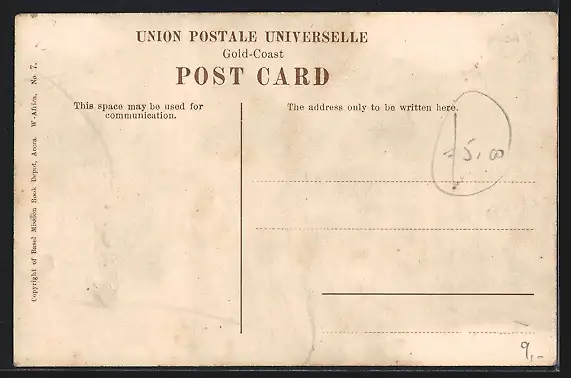 UNION POSTALE UNIVERSELLE
Gold-Coast
POST CARD
This space may be used for
communication.
The address only to be written here.
Copyright of Basel Mission Book Depot, Accra. W-Africa. No 7.
5,00
9,-